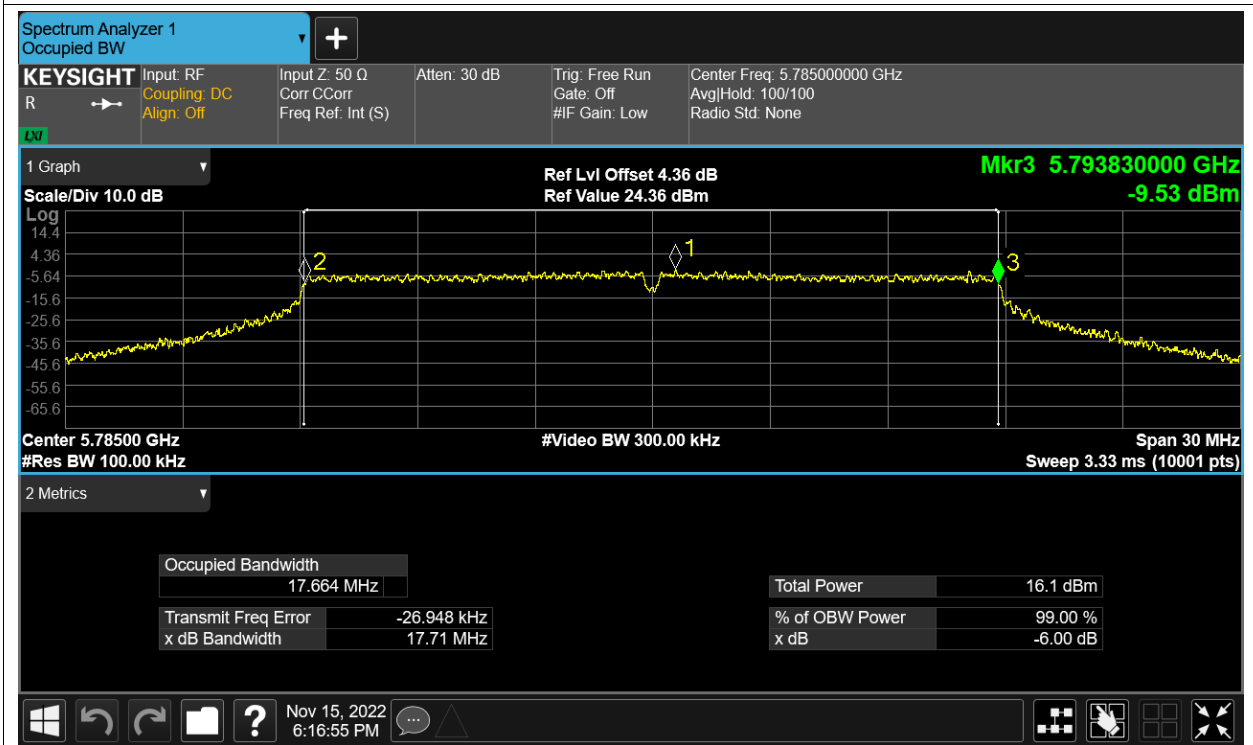 Spectrum Analyzer 1
Occupied BW
KEYSIGHT
R
LXI
Input: RF
Coupling: DC
Align: Off
Input Z: 50 Ω
Corr CCorr
Freq Ref: Int (S)
Atten: 30 dB
Trig: Free Run
Gate: Off
#IF Gain: Low
Center Freq: 5.785000000 GHz
Avg|Hold: 100/100
Radio Std: None
1 Graph
Scale/Div 10.0 dB
Ref Lvl Offset 4.36 dB
Ref Value 24.36 dBm
Mkr3 5.793830000 GHz
-9.53 dBm
Log
14.4
4.36
-5.64
-15.6
-25.6
-35.6
-45.6
-55.6
-65.6
2
1
3
Center 5.78500 GHz
#Res BW 100.00 kHz
#Video BW 300.00 kHz
Span 30 MHz
Sweep 3.33 ms (10001 pts)
2 Metrics
Occupied Bandwidth
17.664 MHz
Transmit Freq Error -26.948 kHz
x dB Bandwidth 17.71 MHz
Total Power 16.1 dBm
% of OBW Power 99.00 %
x dB -6.00 dB
?
Nov 15, 2022
6:16:55 PM